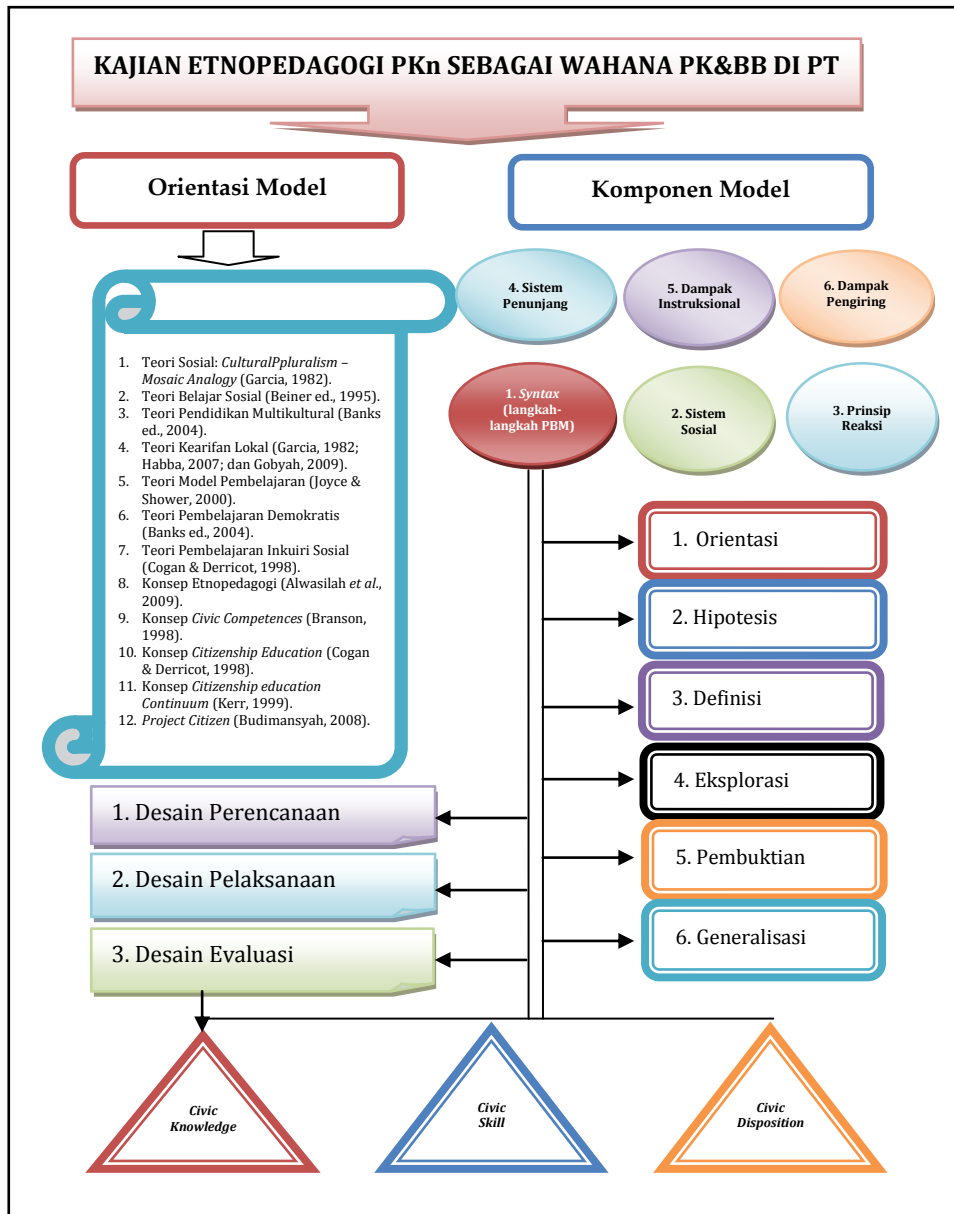 KAJIAN ETNOPEDAGOGI PKn SEBAGAI WAHANA PK&BB DI PT
Orientasi Model
Komponen Model
4. Sistem
Penunjang
5. Dampak
Instruksional
6. Dampak
Pengiring
1. Syntax
(langkah-
langkah PBM)
2. Sistem
Sosial
3. Prinsip
Reaksi
1. Teori Sosial: CulturalPpluralism –
Mosaic Analogy (Garcia, 1982).
2. Teori Belajar Sosial (Beiner ed., 1995).
3. Teori Pendidikan Multikultural (Banks
ed., 2004).
4. Teori Kearifan Lokal (Garcia, 1982;
Habba, 2007; dan Gobyah, 2009).
5. Teori Model Pembelajaran (Joyce &
Shower, 2000).
6. Teori Pembelajaran Demokratis
(Banks ed., 2004).
7. Teori Pembelajaran Inkuiri Sosial
(Cogan & Derricot, 1998).
8. Konsep Etnopedagogi (Alwasilah et al.,
2009).
9. Konsep Civic Competences (Branson,
1998).
10. Konsep Citizenship Education (Cogan
& Derricot, 1998).
11. Konsep Citizenship education
Continuum (Kerr, 1999).
12. Project Citizen (Budimansyah, 2008).
1. Orientasi
2. Hipotesis
3. Definisi
4. Eksplorasi
5. Pembuktian
6. Generalisasi
1. Desain Perencanaan
2. Desain Pelaksanaan
3. Desain Evaluasi
Civic
Knowledge
Civic
Skill
Civic
Disposition